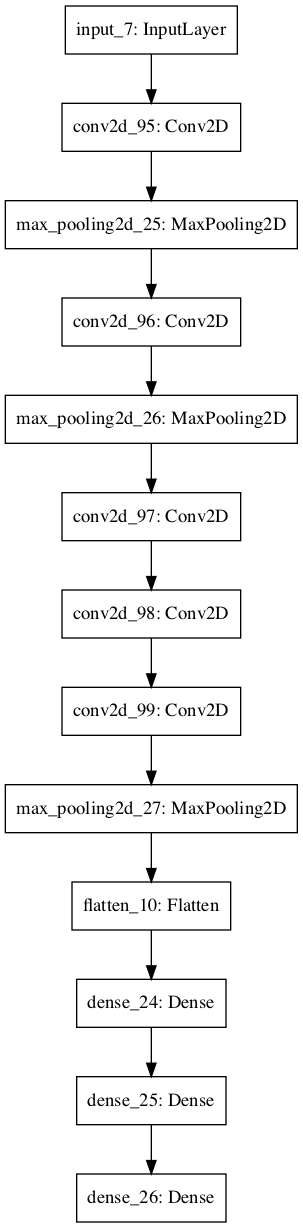 input_7: InputLayer
conv2d_95: Conv2D
max_pooling2d_25: MaxPooling2D
conv2d_96: Conv2D
max_pooling2d_26: MaxPooling2D
conv2d_97: Conv2D
conv2d_98: Conv2D
conv2d_99: Conv2D
max_pooling2d_27: MaxPooling2D
flatten_10: Flatten
dense_24: Dense
dense_25: Dense
dense_26: Dense